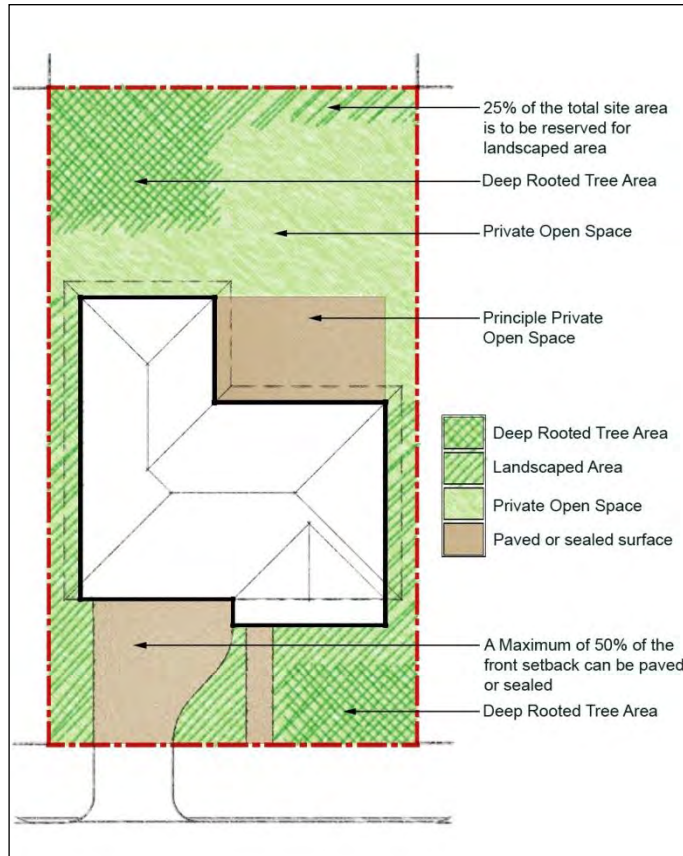 25% of the total site area
is to be reserved for
landscaped area
Deep Rooted Tree Area
Private Open Space
Principle Private
Open Space
Deep Rooted Tree Area
Landscaped Area
Private Open Space
Paved or sealed surface
A Maximum of 50% of the
front setback can be paved
or sealed
Deep Rooted Tree Area